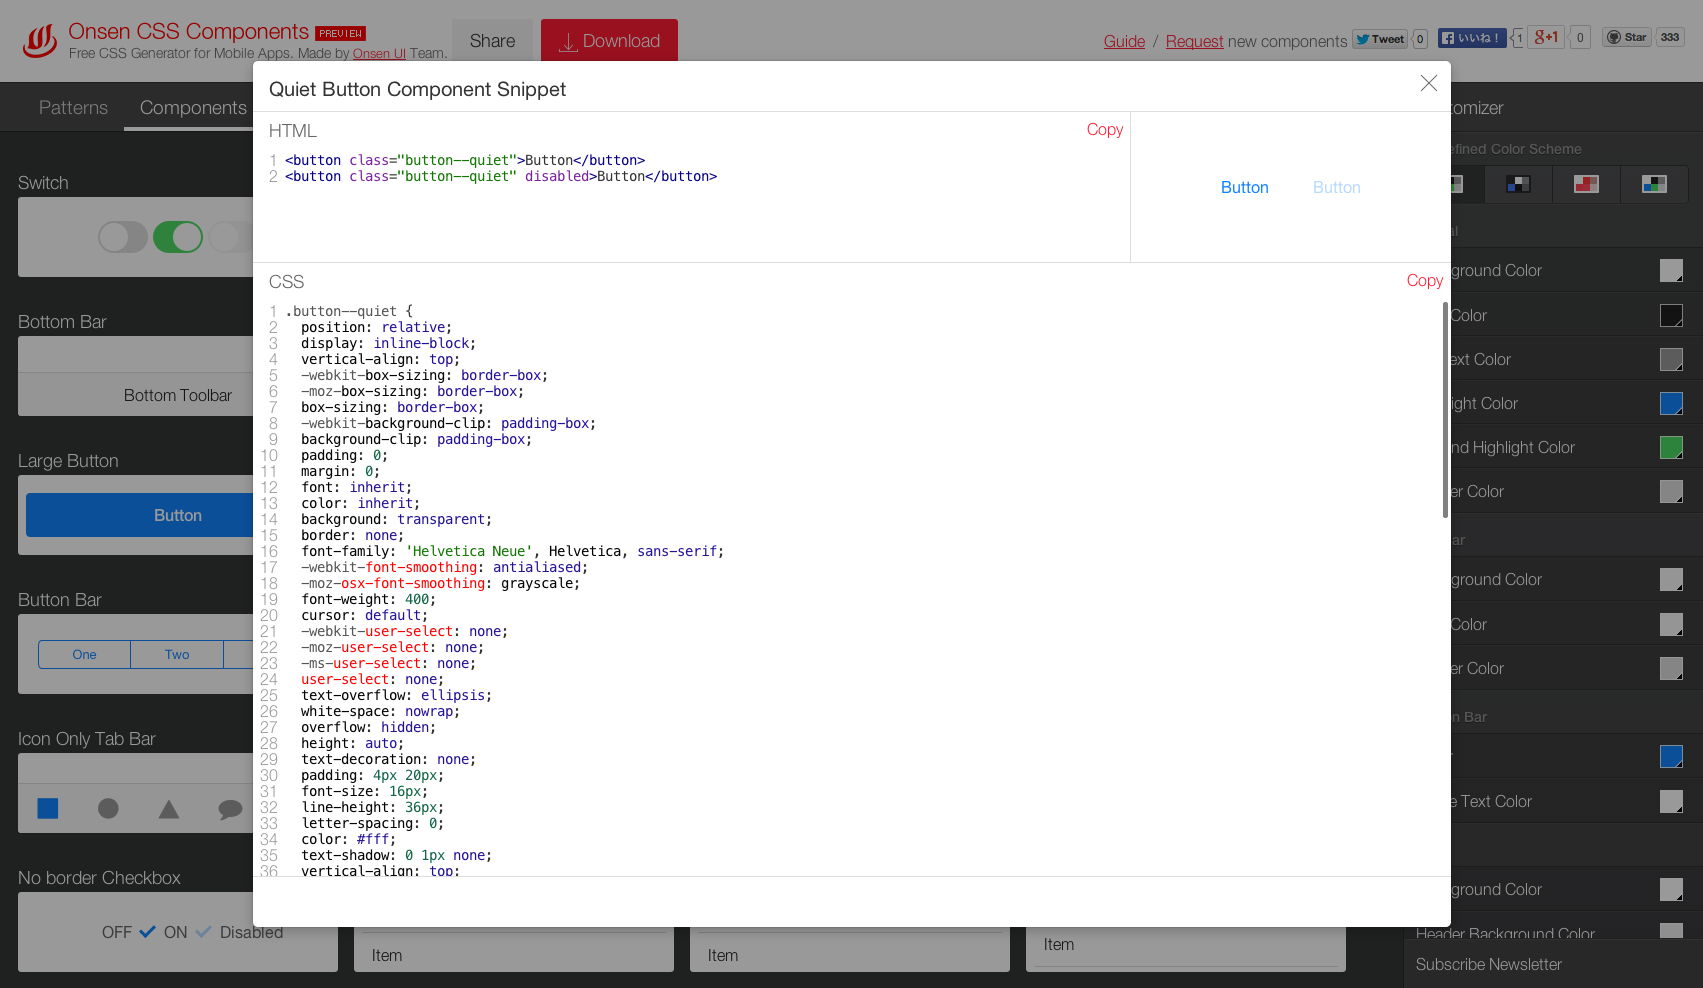 Onsen CSS Components PREVIEW
Free CSS Generator for Mobile Apps. Made by Onsen UI Team.
Share
Download
Guide / Request new components
Tweet
0
いいね！
1
+1
0
Star
333
Patterns
Components
Switch
Bottom Bar
Bottom Toolbar
Large Button
Button
Button Bar
One
Two
Icon Only Tab Bar
No border Checkbox
OFF
ON
Disabled
Quiet Button Component Snippet
HTML
Copy
1 <button class="button--quiet">Button</button>
2 <button class="button--quiet" disabled>Button</button>
Button
Button
CSS
Copy
1 .button--quiet {
2 position: relative;
3 display: inline-block;
4 vertical-align: top;
5 -webkit-box-sizing: border-box;
6 -moz-box-sizing: border-box;
7 box-sizing: border-box;
8 -webkit-background-clip: padding-box;
9 background-clip: padding-box;
10 padding: 0;
11 margin: 0;
12 font: inherit;
13 color: inherit;
14 background: transparent;
15 border: none;
16 font-family: 'Helvetica Neue', Helvetica, sans-serif;
17 -webkit-font-smoothing: antialiased;
18 -moz-osx-font-smoothing: grayscale;
19 font-weight: 400;
20 cursor: default;
21 -webkit-user-select: none;
22 -moz-user-select: none;
23 -ms-user-select: none;
24 user-select: none;
25 text-overflow: ellipsis;
26 white-space: nowrap;
27 overflow: hidden;
28 height: auto;
29 text-decoration: none;
30 padding: 4px 20px;
31 font-size: 16px;
32 line-height: 36px;
33 letter-spacing: 0;
34 color: #fff;
35 text-shadow: 0 1px none;
36 vertical-align: top;
Item
Item
Item
tomizer
efined Color Scheme
al
ground Color
Color
ext Color
ight Color
nd Highlight Color
er Color
ar
ground Color
Color
er Color
n Bar
e Text Color
ground Color
Header Background Color
Subscribe Newsletter